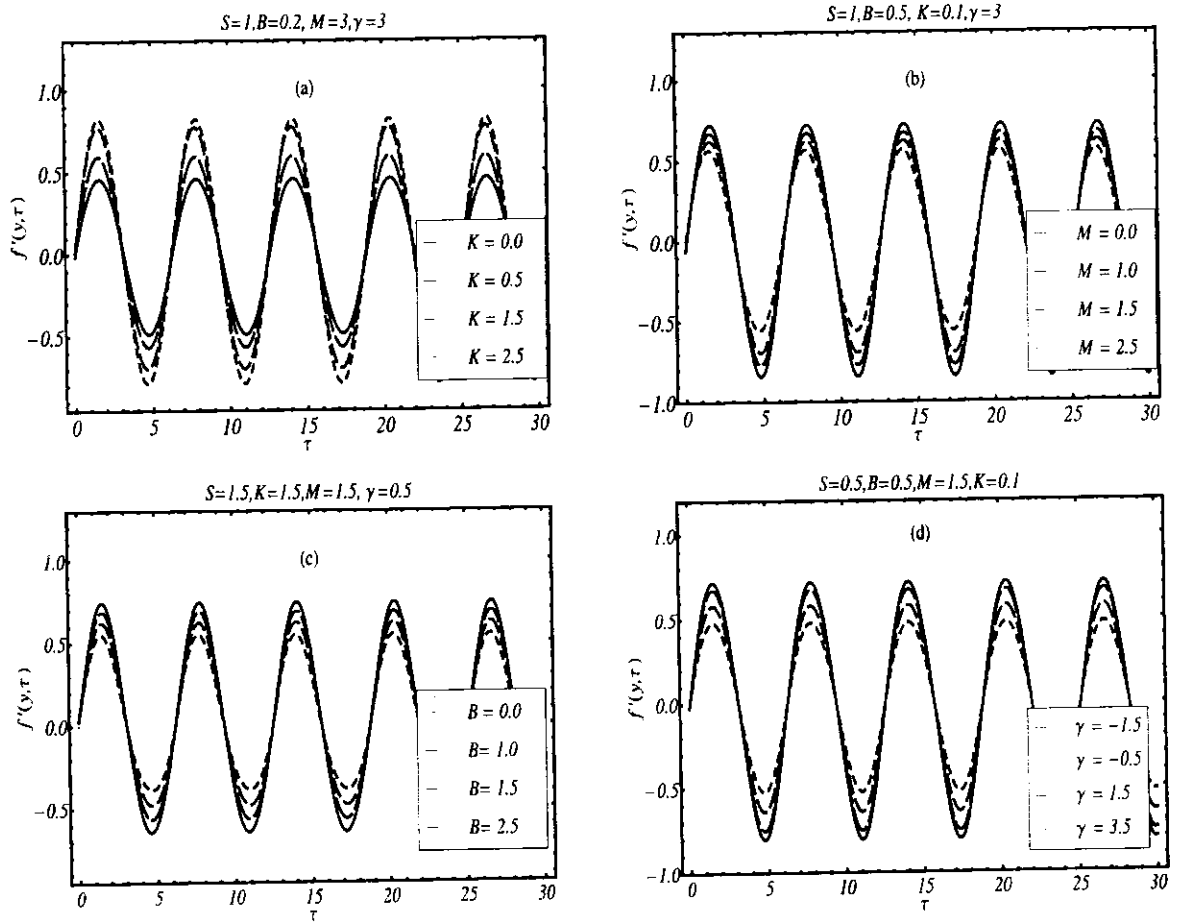 S=1,B=0.2, M=3,γ=3
(a)
1.0
0.5
0.0
−0.5
f'(y,τ)
K = 0.0
K = 0.5
K = 1.5
K = 2.5
0 5 10 15 20 25 30
τ
S=1,B=0.5, K=0.1,γ=3
(b)
1.0
0.5
0.0
−0.5
−1.0
f'(y,τ)
M = 0.0
M = 1.0
M = 1.5
M = 2.5
0 5 10 15 20 25 30
τ
S=1.5,K=1.5,M=1.5, γ=0.5
(c)
1.0
0.5
0.0
−0.5
f'(y,τ)
B = 0.0
B= 1.0
B= 1.5
B= 2.5
0 5 10 15 20 25 30
τ
S=0.5,B=0.5,M=1.5,K=0.1
(d)
1.0
0.5
0.0
−0.5
−1.0
f'(y,τ)
γ = −1.5
γ = −0.5
γ = 1.5
γ = 3.5
0 5 10 15 20 25 30
τ